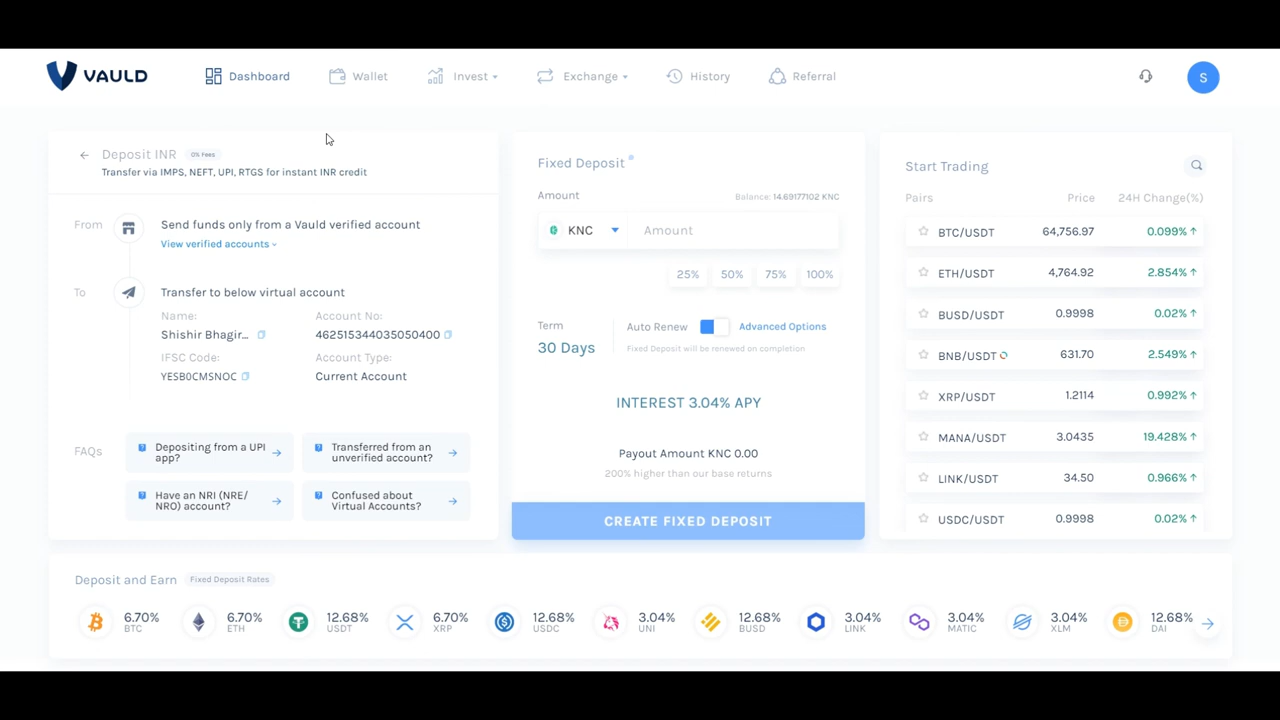 VAULD
Dashboard
Wallet
Invest
Exchange
History
Referral
S
Deposit INR
0% Fees
Transfer via IMPS, NEFT, UPI, RTGS for instant INR credit
From
Send funds only from a Vauld verified account
View verified accounts
To
Transfer to below virtual account
Name:
Shishir Bhagir...
Account No:
462515344035050400
IFSC Code:
YESB0CMSNOC
Account Type:
Current Account
FAQs
Depositing from a UPI
app?
Transferred from an
unverified account?
Have an NRI (NRE/
NRO) account?
Confused about
Virtual Accounts?
Fixed Deposit
Amount
Balance: 14.69177102 KNC
KNC
Amount
25%
50%
75%
100%
Term
30 Days
Auto Renew
Advanced Options
Fixed Deposit will be renewed on completion
INTEREST 3.04% APY
Payout Amount KNC 0.00
200% higher than our base returns
CREATE FIXED DEPOSIT
Start Trading
Pairs Price 24H Change(%)
BTC/USDT 64,756.97 0.099% ↑
ETH/USDT 4,764.92 2.854% ↑
BUSD/USDT 0.9998 0.02% ↑
BNB/USDT 631.70 2.549% ↑
XRP/USDT 1.2114 0.992% ↑
MANA/USDT 3.0435 19.428% ↑
LINK/USDT 34.50 0.966% ↑
USDC/USDT 0.9998 0.02% ↑
Deposit and Earn
Fixed Deposit Rates
6.70%
BTC
6.70%
ETH
12.68%
USDT
6.70%
XRP
12.68%
USDC
3.04%
UNI
12.68%
BUSD
3.04%
LINK
3.04%
MATIC
3.04%
XLM
12.68%
DAI